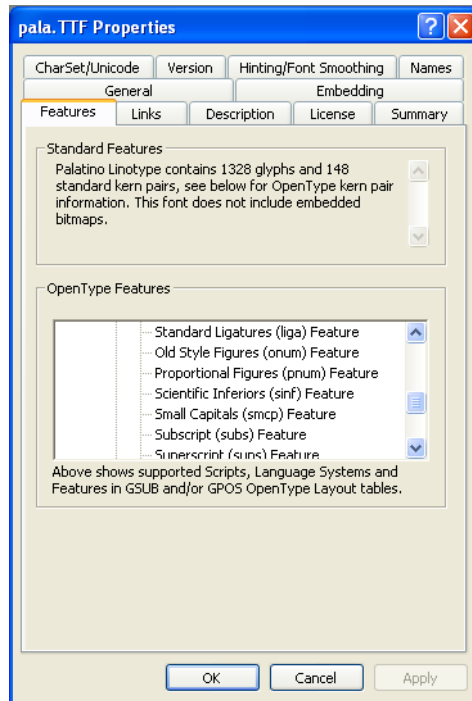 pala.TTF Properties
CharSet/Unicode Version Hinting/Font Smoothing Names
General Embedding
Features Links Description License Summary
Standard Features
Palatino Linotype contains 1328 glyphs and 148
standard kern pairs, see below for OpenType kern pair
information. This font does not include embedded
bitmaps.
OpenType Features
Standard Ligatures (liga) Feature
Old Style Figures (onum) Feature
Proportional Figures (pnum) Feature
Scientific Inferiors (sinf) Feature
Small Capitals (smcp) Feature
Subscript (subs) Feature
Superscript (sups) Feature
Above shows supported Scripts, Language Systems and
Features in GSUB and/or GPOS OpenType Layout tables.
OK Cancel Apply